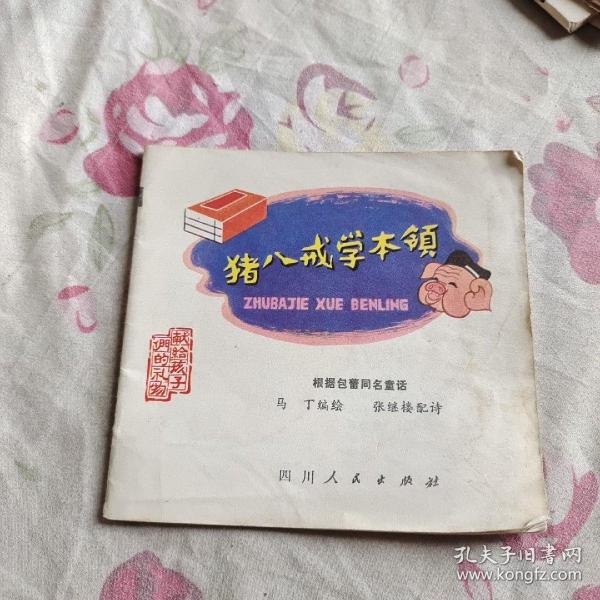 猪八戒学本領
ZHUBAJIE XUE BENLING
献给孩子
們的礼物
根据包蕾同名童话
马 丁编绘 张继楼配诗
四川人民出版社
孔夫子旧书网
www.kongfz.com